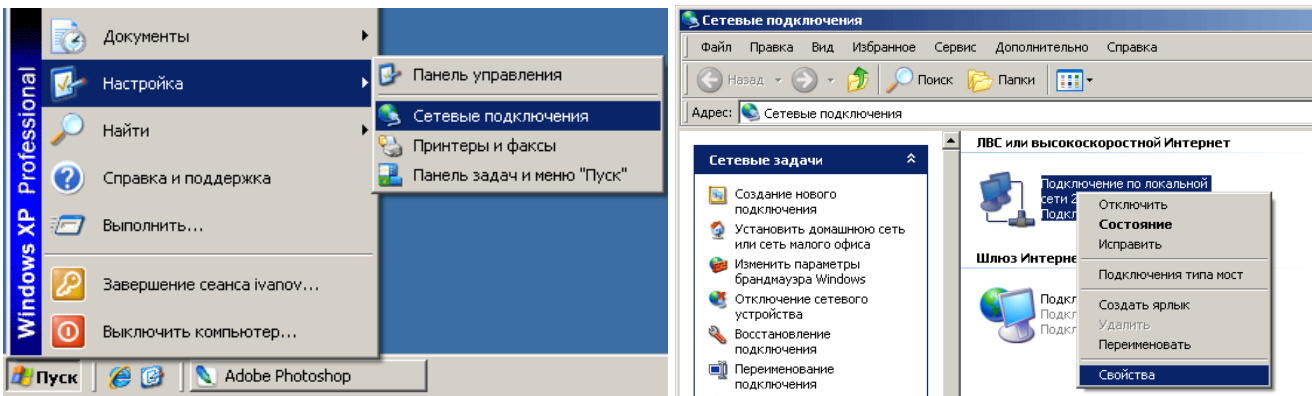 Windows XP Professional
Документы
Настройка
Найти
Справка и поддержка
Выполнить...
Завершение сеанса ivanov...
Выключить компьютер...
Панель управления
Сетевые подключения
Принтеры и факсы
Панель задач и меню "Пуск"
Пуск
Adobe Photoshop
Сетевые подключения
Файл Правка Вид Избранное Сервис Дополнительно Справка
Назад Поиск Папки
Адрес: Сетевые подключения
Сетевые задачи
Создание нового
подключения
Установить домашнюю сеть
или сеть малого офиса
Изменить параметры
брандмауэра Windows
Отключение сетевого
устройства
Восстановление
подключения
Переименование
подключения
ЛВС или высокоскоростной Интернет
Подключение по локальной
сети 2
Подкл
Шлюз Интерне
Подкл
Подкл
Подкл
Отключить
Состояние
Исправить
Подключения типа мост
Создать ярлык
Удалить
Переименовать
Свойства